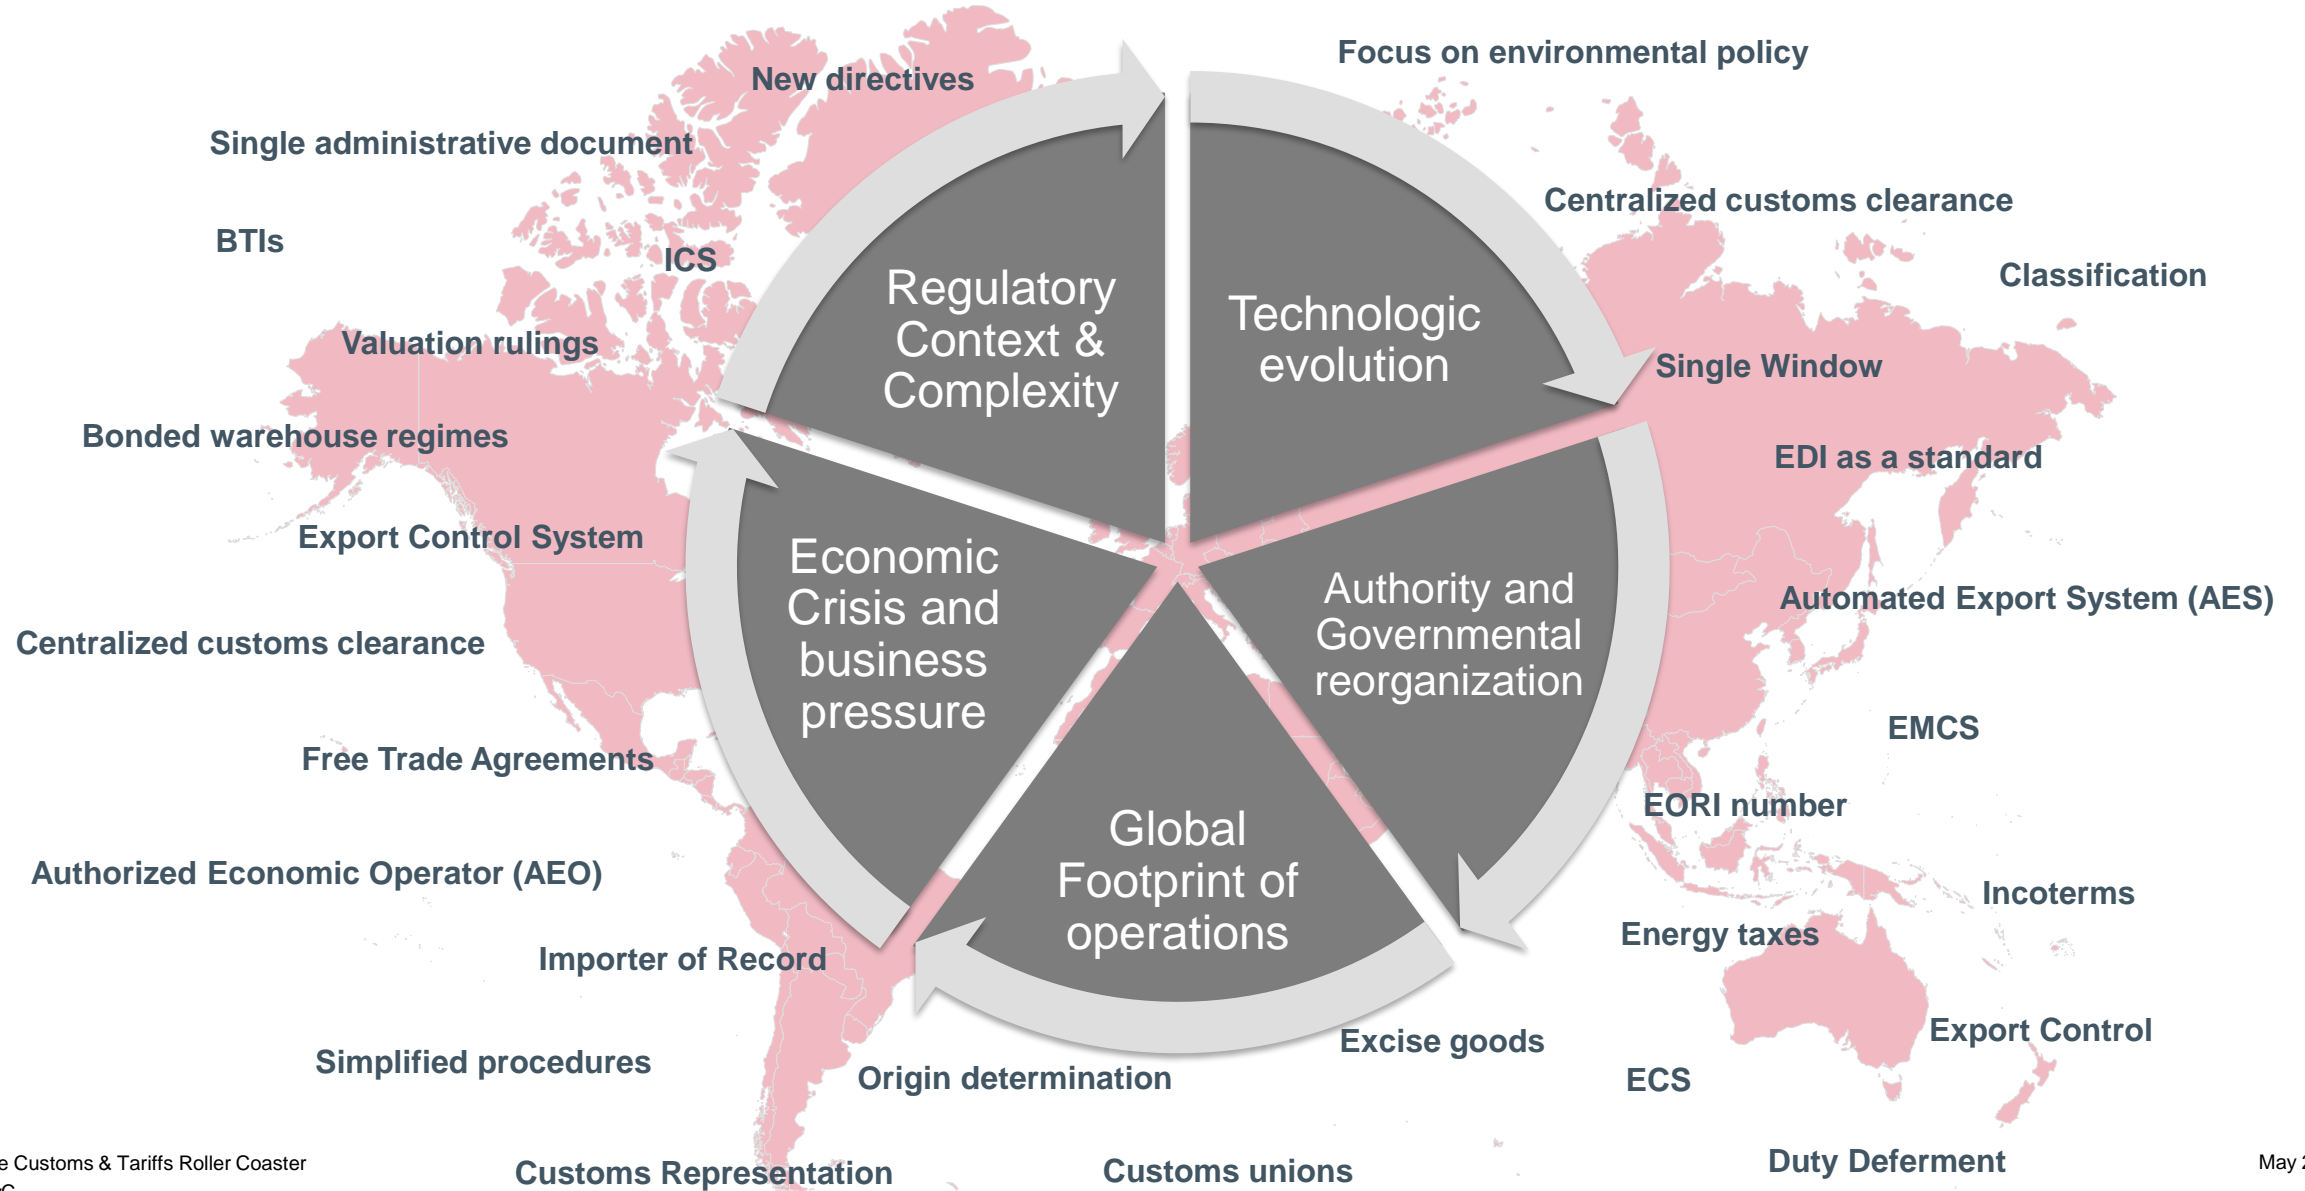 Focus on environmental policy
New directives
Single administrative document
Centralized customs clearance
BTIs
ICS
Classification
Regulatory
Context &
Complexity
Technologic
evolution
Valuation rulings
Single Window
Bonded warehouse regimes
EDI as a standard
Export Control System
Economic
Crisis and
business
pressure
Authority and
Governmental
reorganization
Automated Export System (AES)
Centralized customs clearance
EMCS
Free Trade Agreements
EORI number
Global
Footprint of
operations
Authorized Economic Operator (AEO)
Incoterms
Energy taxes
Importer of Record
Export Control
Excise goods
Simplified procedures
Origin determination
ECS
Customs Representation
Customs unions
Duty Deferment
Customs & Tariffs Roller Coaster
May